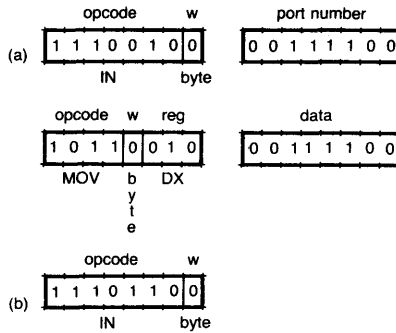 opcode w port number
(a) 1 1 1 0 0 1 0 0 0 0 1 1 1 1 0 0
IN byte
opcode w reg data
1 0 1 1 0 0 1 0 0 0 1 1 1 1 0 0
MOV byte DX
opcode w
(b) 1 1 1 0 1 1 0 0
IN byte